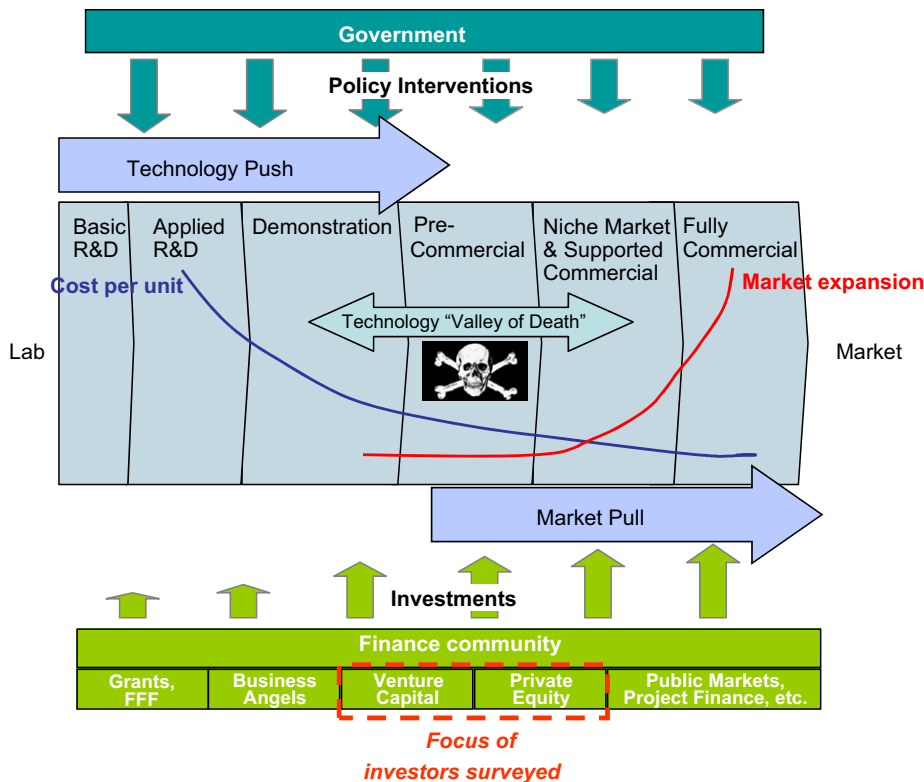 Government
Policy Interventions
Technology Push
Basic
R&D
Applied
R&D
Demonstration
Pre-
Commercial
Niche Market
& Supported
Commercial
Fully
Commercial
Cost per unit
Market expansion
Technology “Valley of Death”
Lab
Market
Market Pull
Investments
Finance community
Grants,
FFF
Business
Angels
Venture
Capital
Private
Equity
Public Markets,
Project Finance, etc.
Focus of
investors surveyed